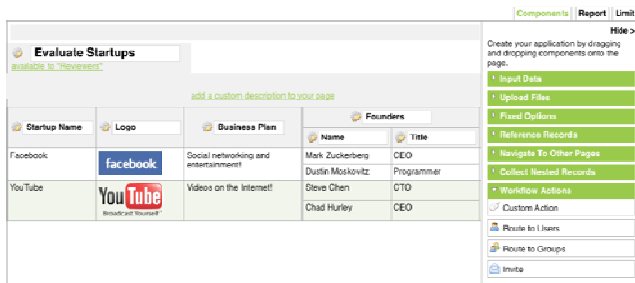 Components Report Limit
Hide >
Create your application by dragging
and dropping components onto the
page.
Evaluate Startups
available to "Reviewers"
add a custom description to your page
Startup Name
Logo
Business Plan
Founders
Name
Title
Facebook
facebook
Social networking and
entertainment!
Mark Zuckerberg
CEO
Dustin Moskovitz
Programmer
YouTube
YouTube
Broadcast Yourself™
Videos on the Internet!
Steve Chen
CTO
Chad Hurley
CEO
Input Data
Upload Files
Fixed Options
Reference Records
Navigate To Other Pages
Collect Nested Records
Workflow Actions
Custom Action
Route to Users
Route to Groups
Invite